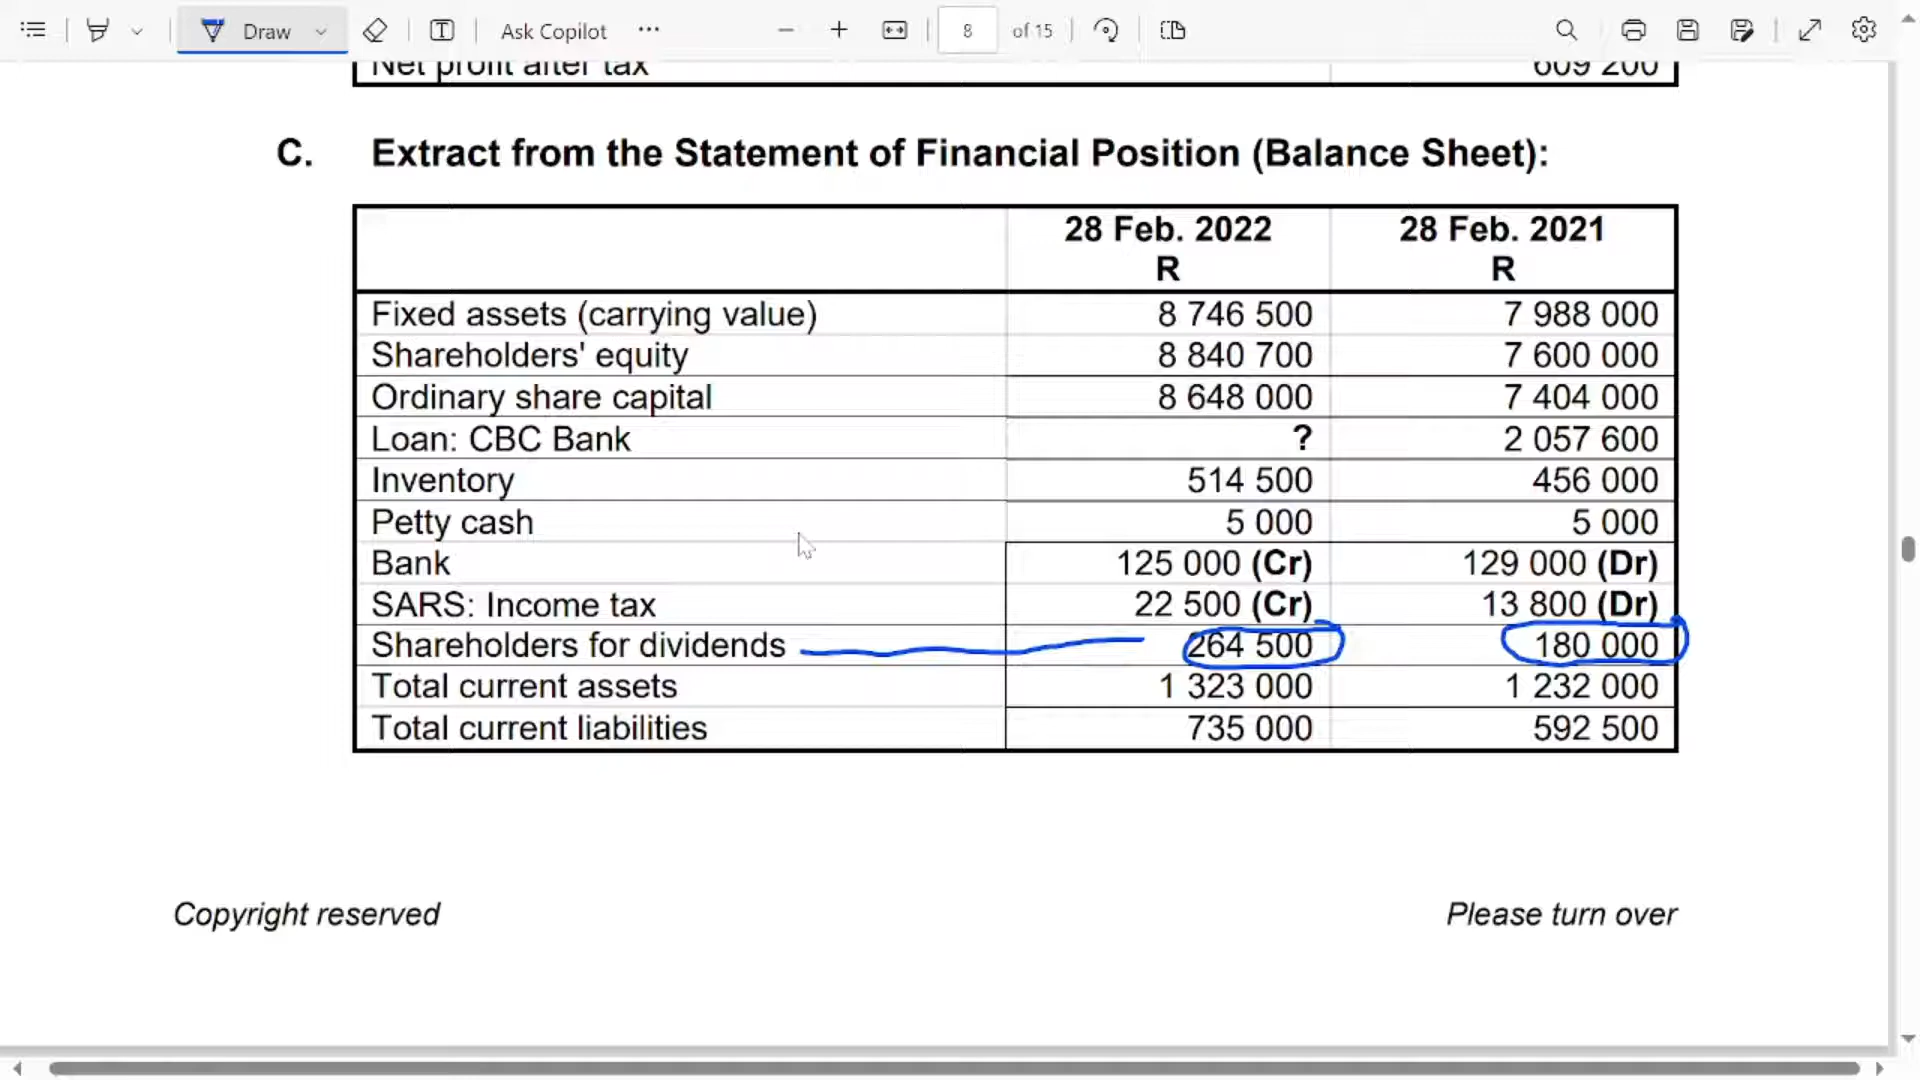 Draw
Ask Copilot
8 of 15
Net profit after tax 609 200
C. Extract from the Statement of Financial Position (Balance Sheet):
28 Feb. 2022 28 Feb. 2021
R R
Fixed assets (carrying value) 8 746 500 7 988 000
Shareholders' equity 8 840 700 7 600 000
Ordinary share capital 8 648 000 7 404 000
Loan: CBC Bank ? 2 057 600
Inventory 514 500 456 000
Petty cash 5 000 5 000
Bank 125 000 (Cr) 129 000 (Dr)
SARS: Income tax 22 500 (Cr) 13 800 (Dr)
Shareholders for dividends 264 500 180 000
Total current assets 1 323 000 1 232 000
Total current liabilities 735 000 592 500
Copyright reserved Please turn over